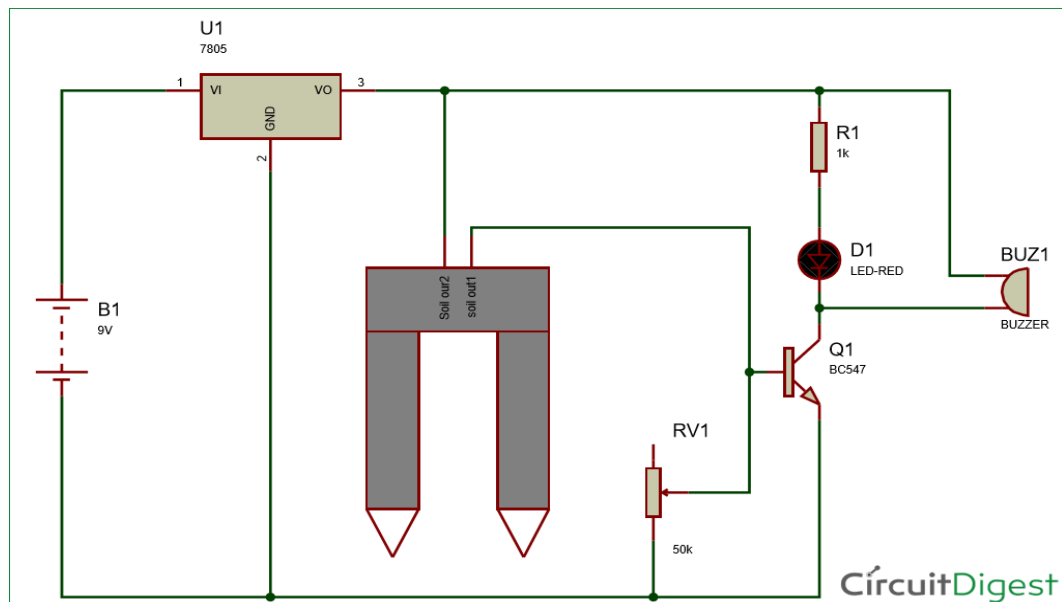 U1
7805
1
VI
VO
3
GND
2
R1
1k
D1
LED-RED
BUZ1
BUZZER
Soil our2
soil out1
B1
9V
Q1
BC547
RV1
50k
CircuitDigest